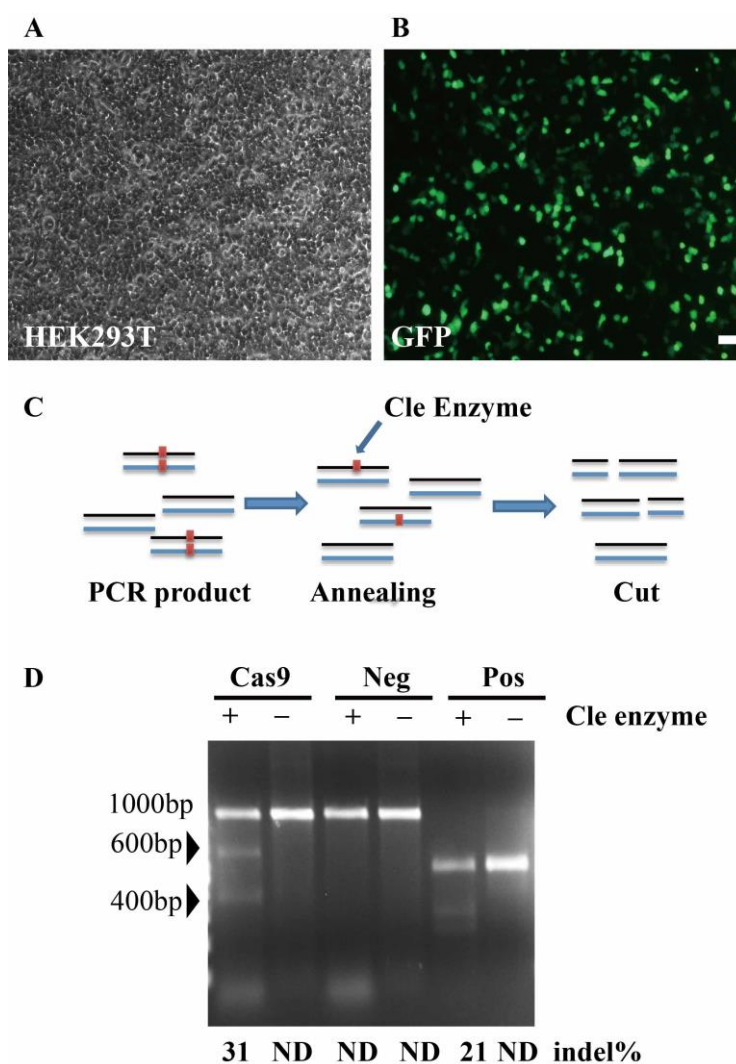 A
B
HEK293T
GFP
C
Cle Enzyme
PCR product
Annealing
Cut
D
Cas9 Neg Pos
+ − + − + − Cle enzyme
1000bp
600bp
400bp
31 ND ND ND 21 ND indel%